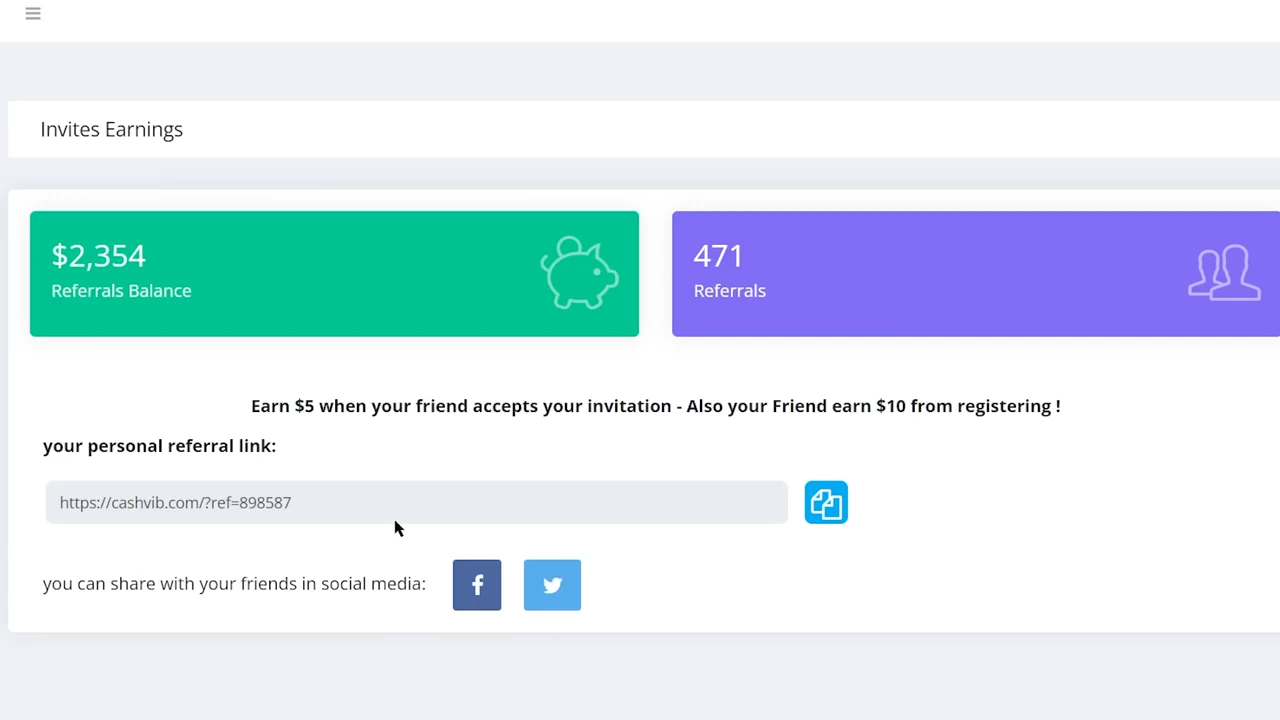 Invites Earnings
$2,354
Referrals Balance
471
Referrals
Earn $5 when your friend accepts your invitation - Also your Friend earn $10 from registering !
your personal referral link:
https://cashvib.com/?ref=898587
you can share with your friends in social media: